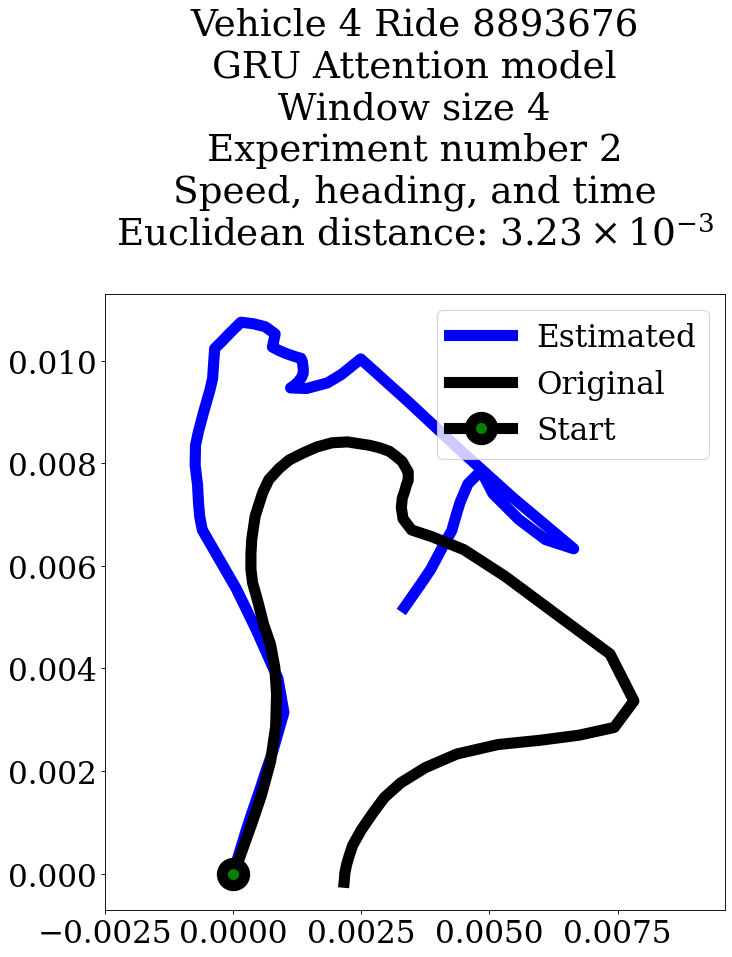 Vehicle 4 Ride 8893676
GRU Attention model
Window size 4
Experiment number 2
Speed, heading, and time
Euclidean distance: 3.23 × 10⁻³
Estimated
Original
Start
0.010
0.008
0.006
0.004
0.002
0.000
−0.0025 0.0000 0.0025 0.0050 0.0075